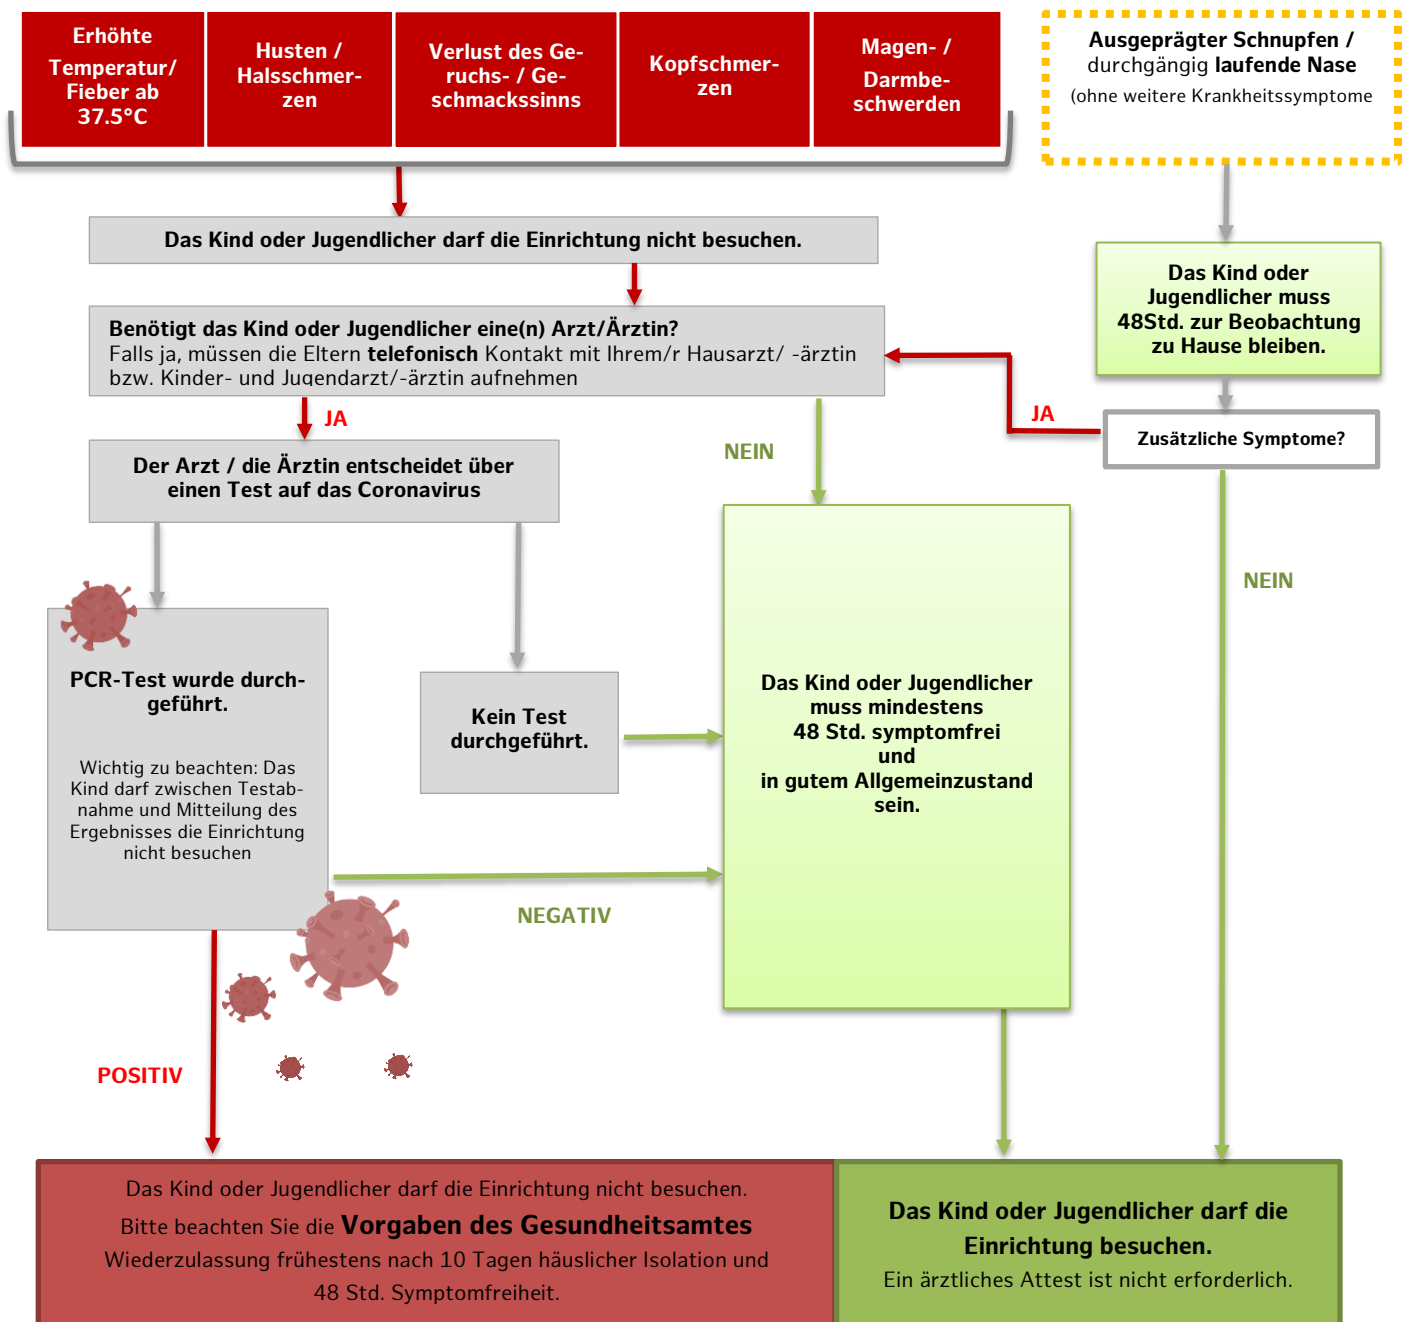 Erhöhte
Temperatur/
Fieber ab
37.5°C
Husten /
Halsschmer-
zen
Verlust des Ge-
ruchs- / Ge-
schmackssinns
Kopfschmer-
zen
Magen- /
Darmbe-
schwerden
Ausgeprägter Schnupfen /
durchgängig laufende Nase
(ohne weitere Krankheitssymptome
Das Kind oder Jugendlicher darf die Einrichtung nicht besuchen.
Das Kind oder
Jugendlicher muss
48Std. zur Beobachtung
zu Hause bleiben.
Benötigt das Kind oder Jugendlicher eine(n) Arzt/Ärztin?
Falls ja, müssen die Eltern telefonisch Kontakt mit Ihrem/r Hausarzt/ -ärztin
bzw. Kinder- und Jugendarzt/-ärztin aufnehmen
JA
JA
Zusätzliche Symptome?
NEIN
Der Arzt / die Ärztin entscheidet über
einen Test auf das Coronavirus
NEIN
PCR-Test wurde durch-
geführt.
Wichtig zu beachten: Das
Kind darf zwischen Testab-
nahme und Mitteilung des
Ergebnisses die Einrichtung
nicht besuchen
Kein Test
durchgeführt.
Das Kind oder Jugendlicher
muss mindestens
48 Std. symptomfrei
und
in gutem Allgemeinzustand
sein.
NEGATIV
POSITIV
Das Kind oder Jugendlicher darf die Einrichtung nicht besuchen.
Bitte beachten Sie die Vorgaben des Gesundheitsamtes
Wiederzulassung frühestens nach 10 Tagen häuslicher Isolation und
48 Std. Symptomfreiheit.
Das Kind oder Jugendlicher darf die
Einrichtung besuchen.
Ein ärztliches Attest ist nicht erforderlich.